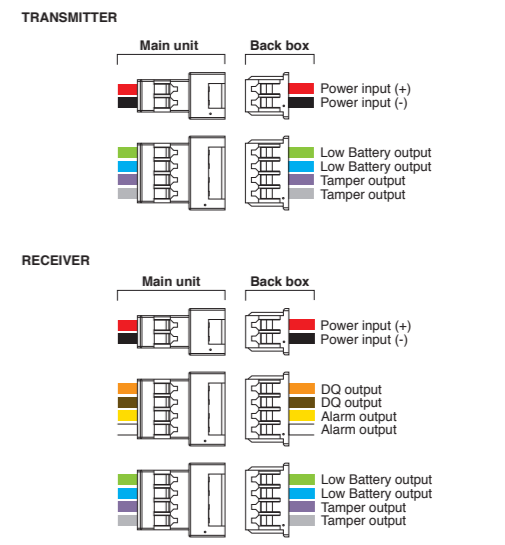 TRANSMITTER
Main unit
Back box
Power input (+)
Power input (-)
Low Battery output
Low Battery output
Tamper output
Tamper output
RECEIVER
Main unit
Back box
Power input (+)
Power input (-)
DQ output
DQ output
Alarm output
Alarm output
Low Battery output
Low Battery output
Tamper output
Tamper output